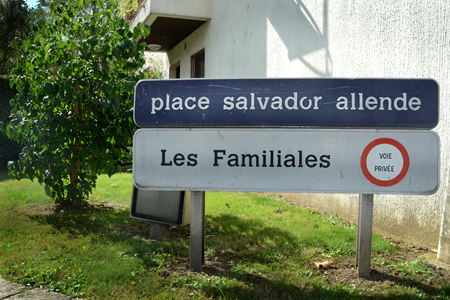 place salvador allende
Les Familiales
VOIE
PRIVÉE